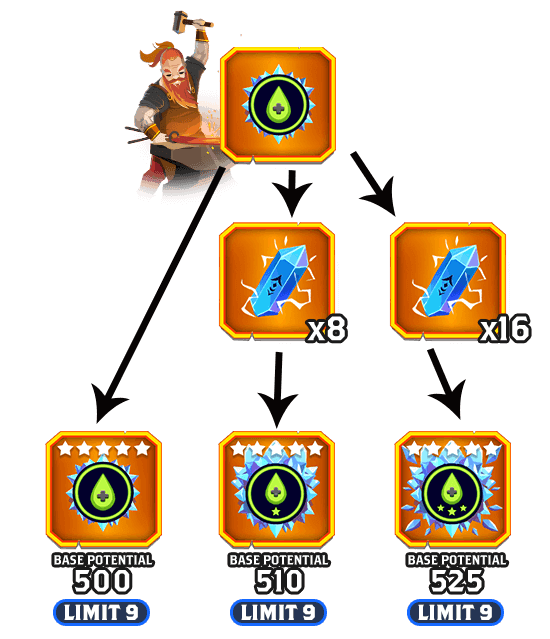 x8
x16
BASE POTENTIAL
500
LIMIT 9
BASE POTENTIAL
510
LIMIT 9
BASE POTENTIAL
525
LIMIT 9